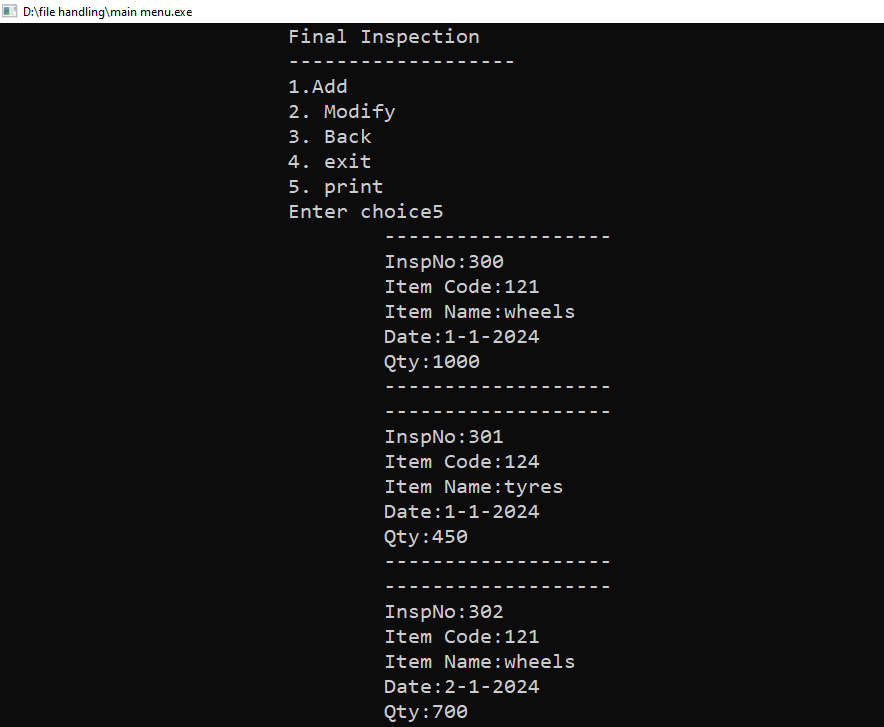 D:\file handling\main menu.exe
Final Inspection
-------------------
1.Add
2. Modify
3. Back
4. exit
5. print
Enter choice5
-------------------
InspNo:300
Item Code:121
Item Name:wheels
Date:1-1-2024
Qty:1000
-------------------
-------------------
InspNo:301
Item Code:124
Item Name:tyres
Date:1-1-2024
Qty:450
-------------------
-------------------
InspNo:302
Item Code:121
Item Name:wheels
Date:2-1-2024
Qty:700